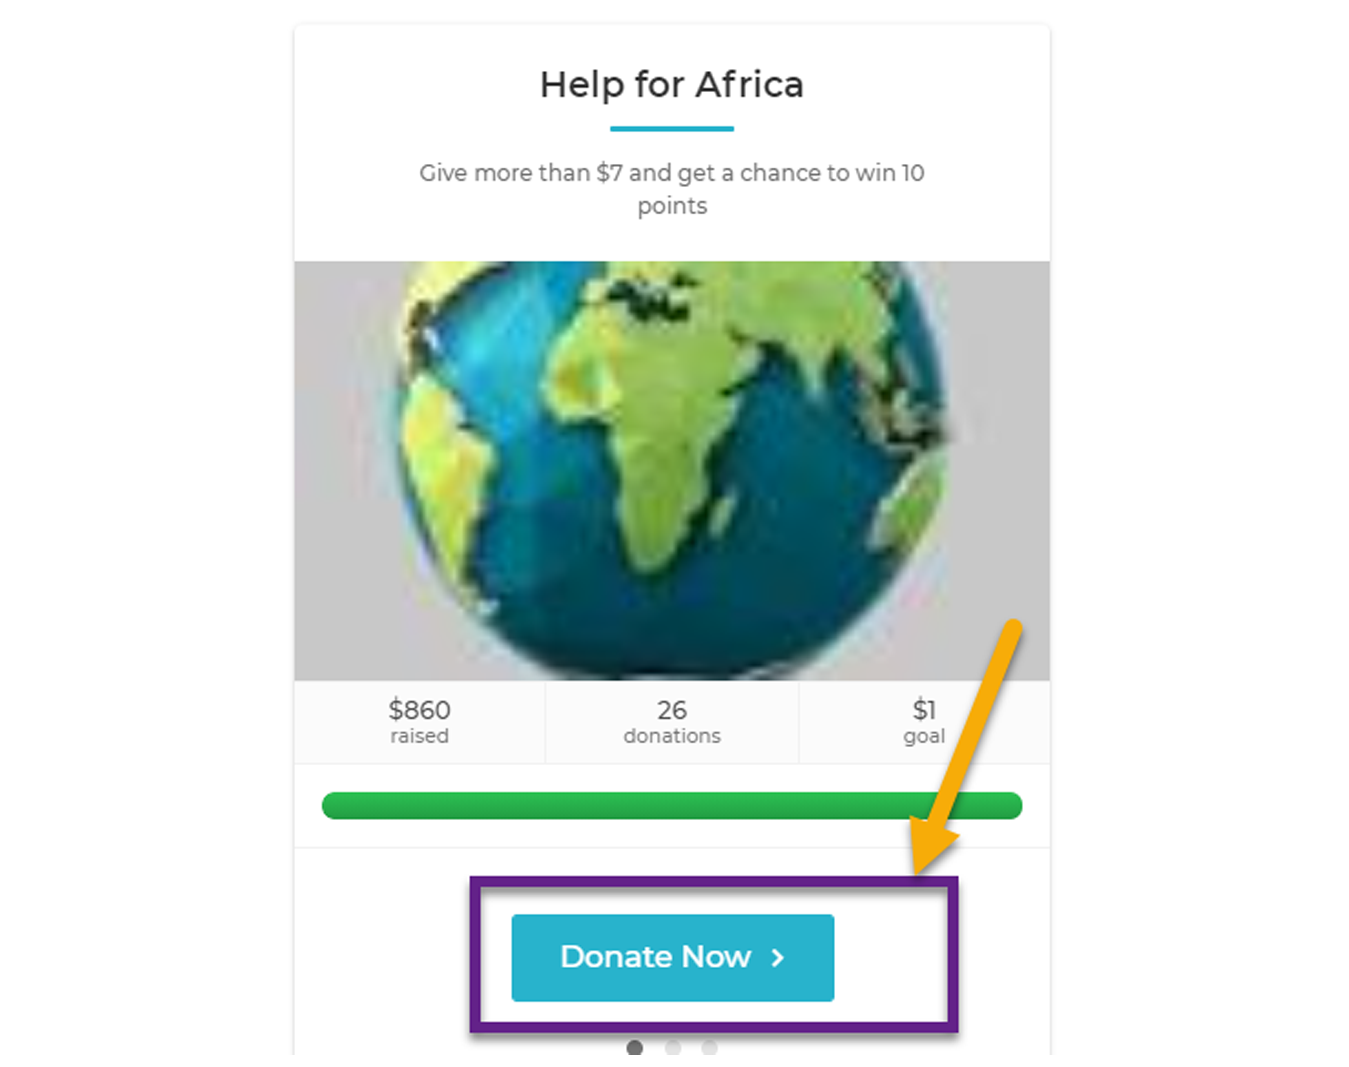 Help for Africa
Give more than $7 and get a chance to win 10
points
$860
raised
26
donations
$1
goal
Donate Now